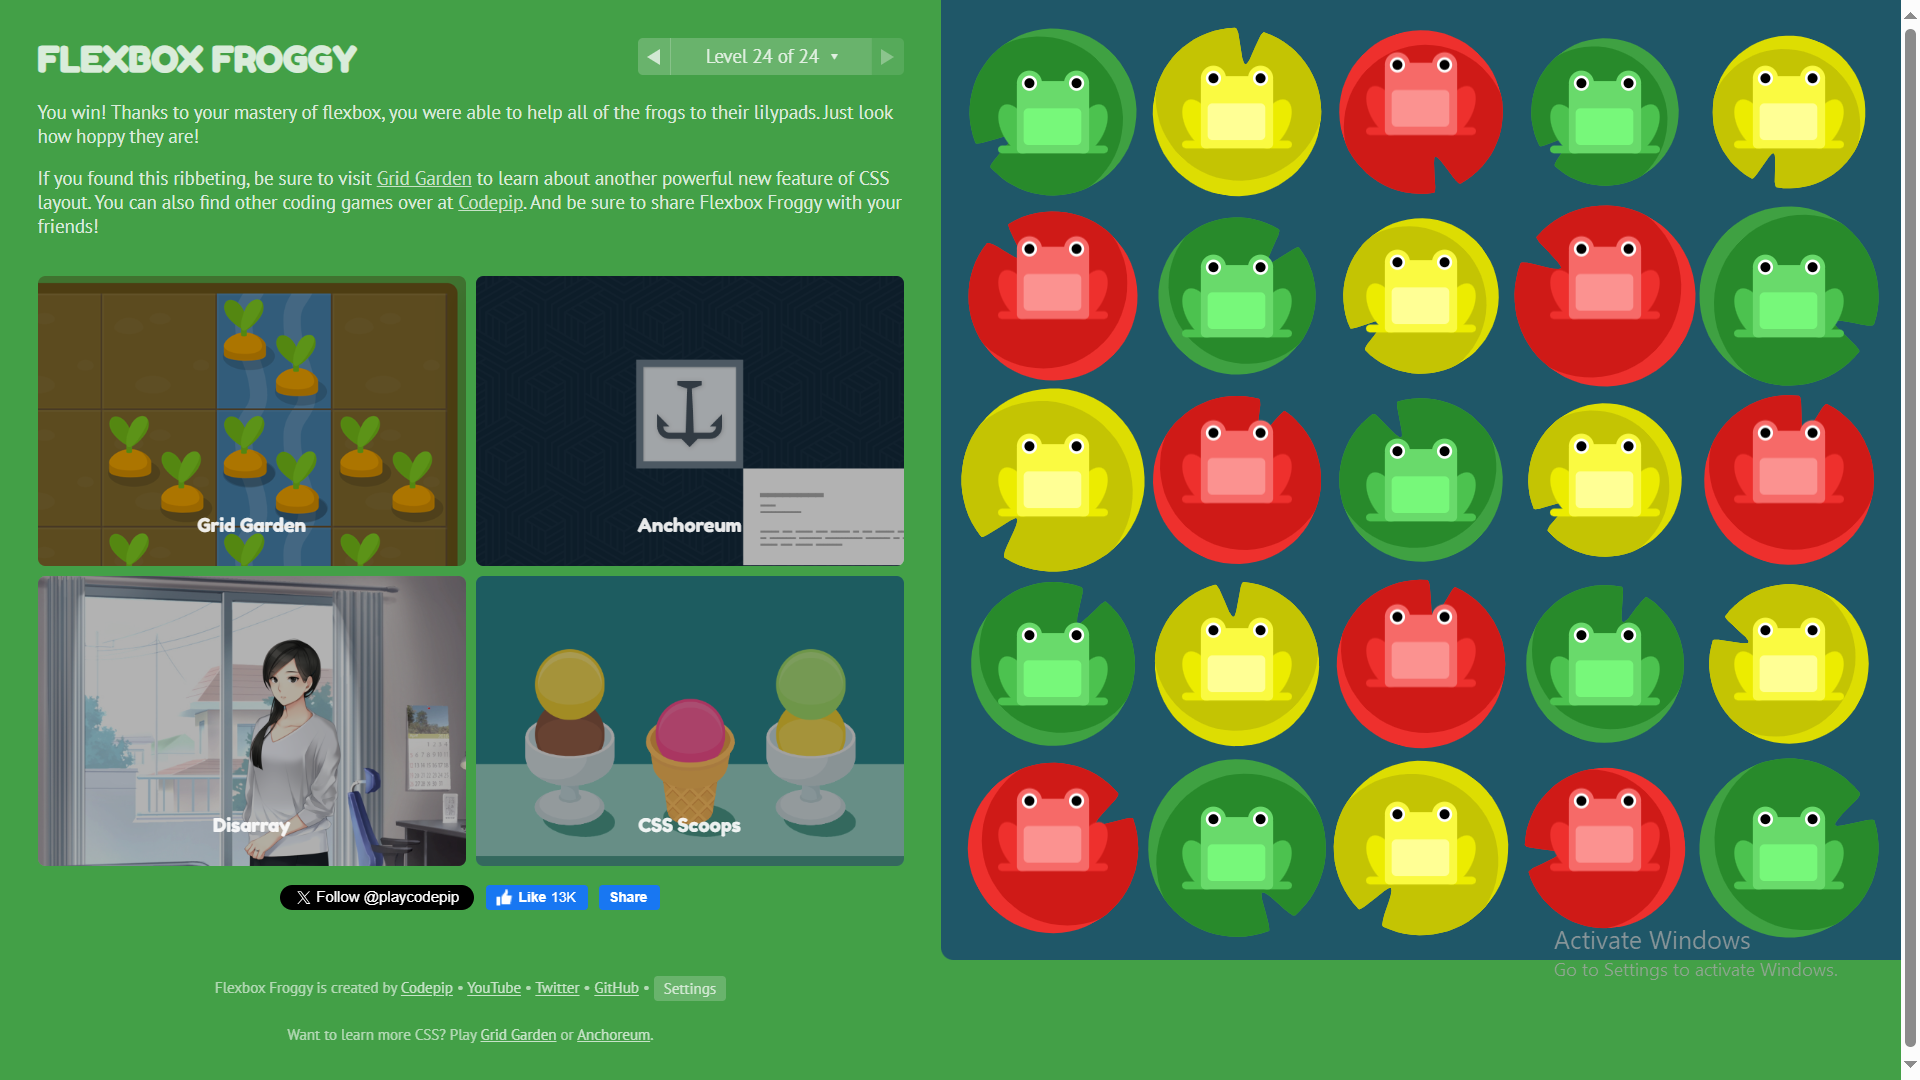 FLEXBOX FROGGY
Level 24 of 24
You win! Thanks to your mastery of flexbox, you were able to help all of the frogs to their lilypads. Just look
how hoppy they are!
If you found this ribbeting, be sure to visit Grid Garden to learn about another powerful new feature of CSS
layout. You can also find other coding games over at Codepip. And be sure to share Flexbox Froggy with your
friends!
Grid Garden
Anchoreum
Disarray
CSS Scoops
Follow @playcodepip
Like 13K
Share
Activate Windows
Go to Settings to activate Windows.
Flexbox Froggy is created by Codepip • YouTube • Twitter • GitHub • Settings
Want to learn more CSS? Play Grid Garden or Anchoreum.